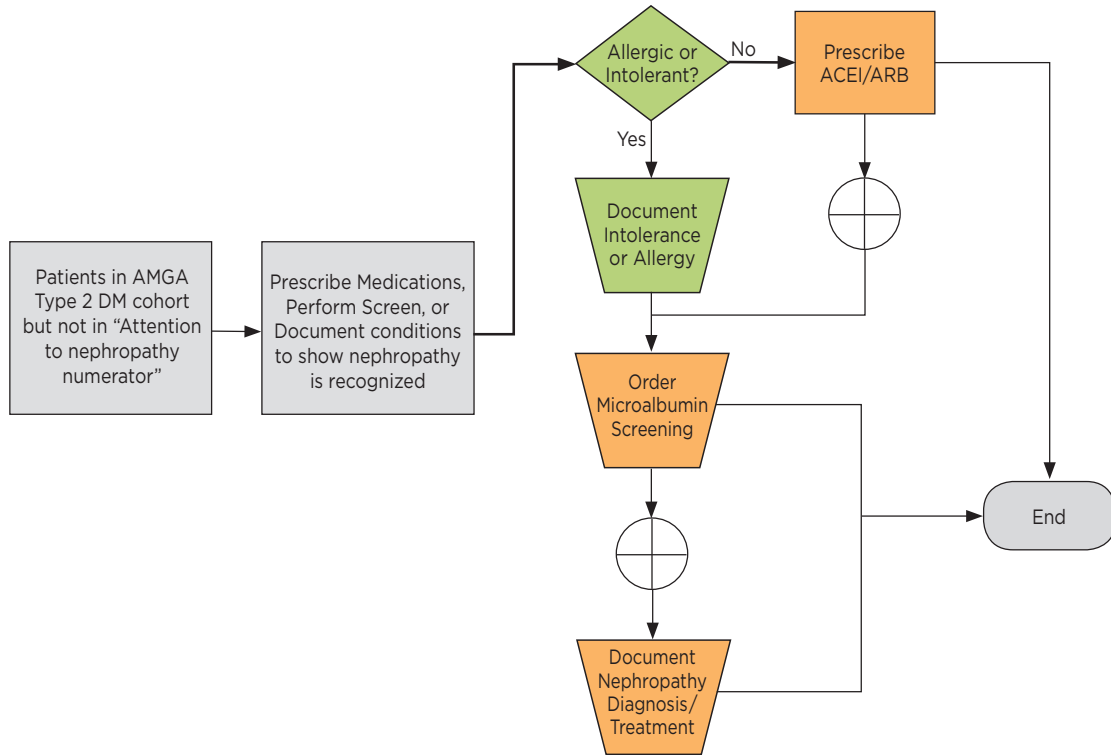 Patients in AMGA
Type 2 DM cohort
but not in “Attention
to nephropathy
numerator”
Prescribe Medications,
Perform Screen, or
Document conditions
to show nephropathy
is recognized
Allergic or
Intolerant?
No
Prescribe
ACEI/ARB
Yes
Document
Intolerance
or Allergy
Order
Microalbumin
Screening
Document
Nephropathy
Diagnosis/
Treatment
End